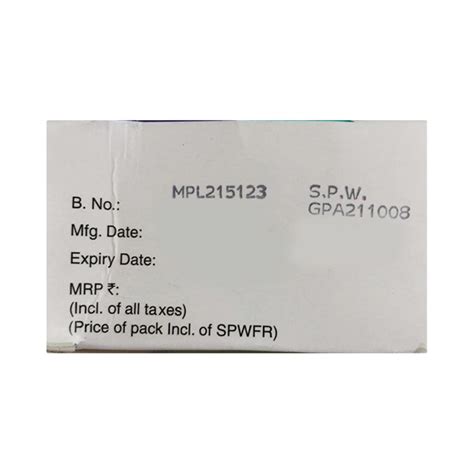 B. No.: MPL215123 S.P.W.
GPA211008
Mfg. Date:
Expiry Date:
MRP ₹:
(Incl. of all taxes)
(Price of pack Incl. of SPWFR)